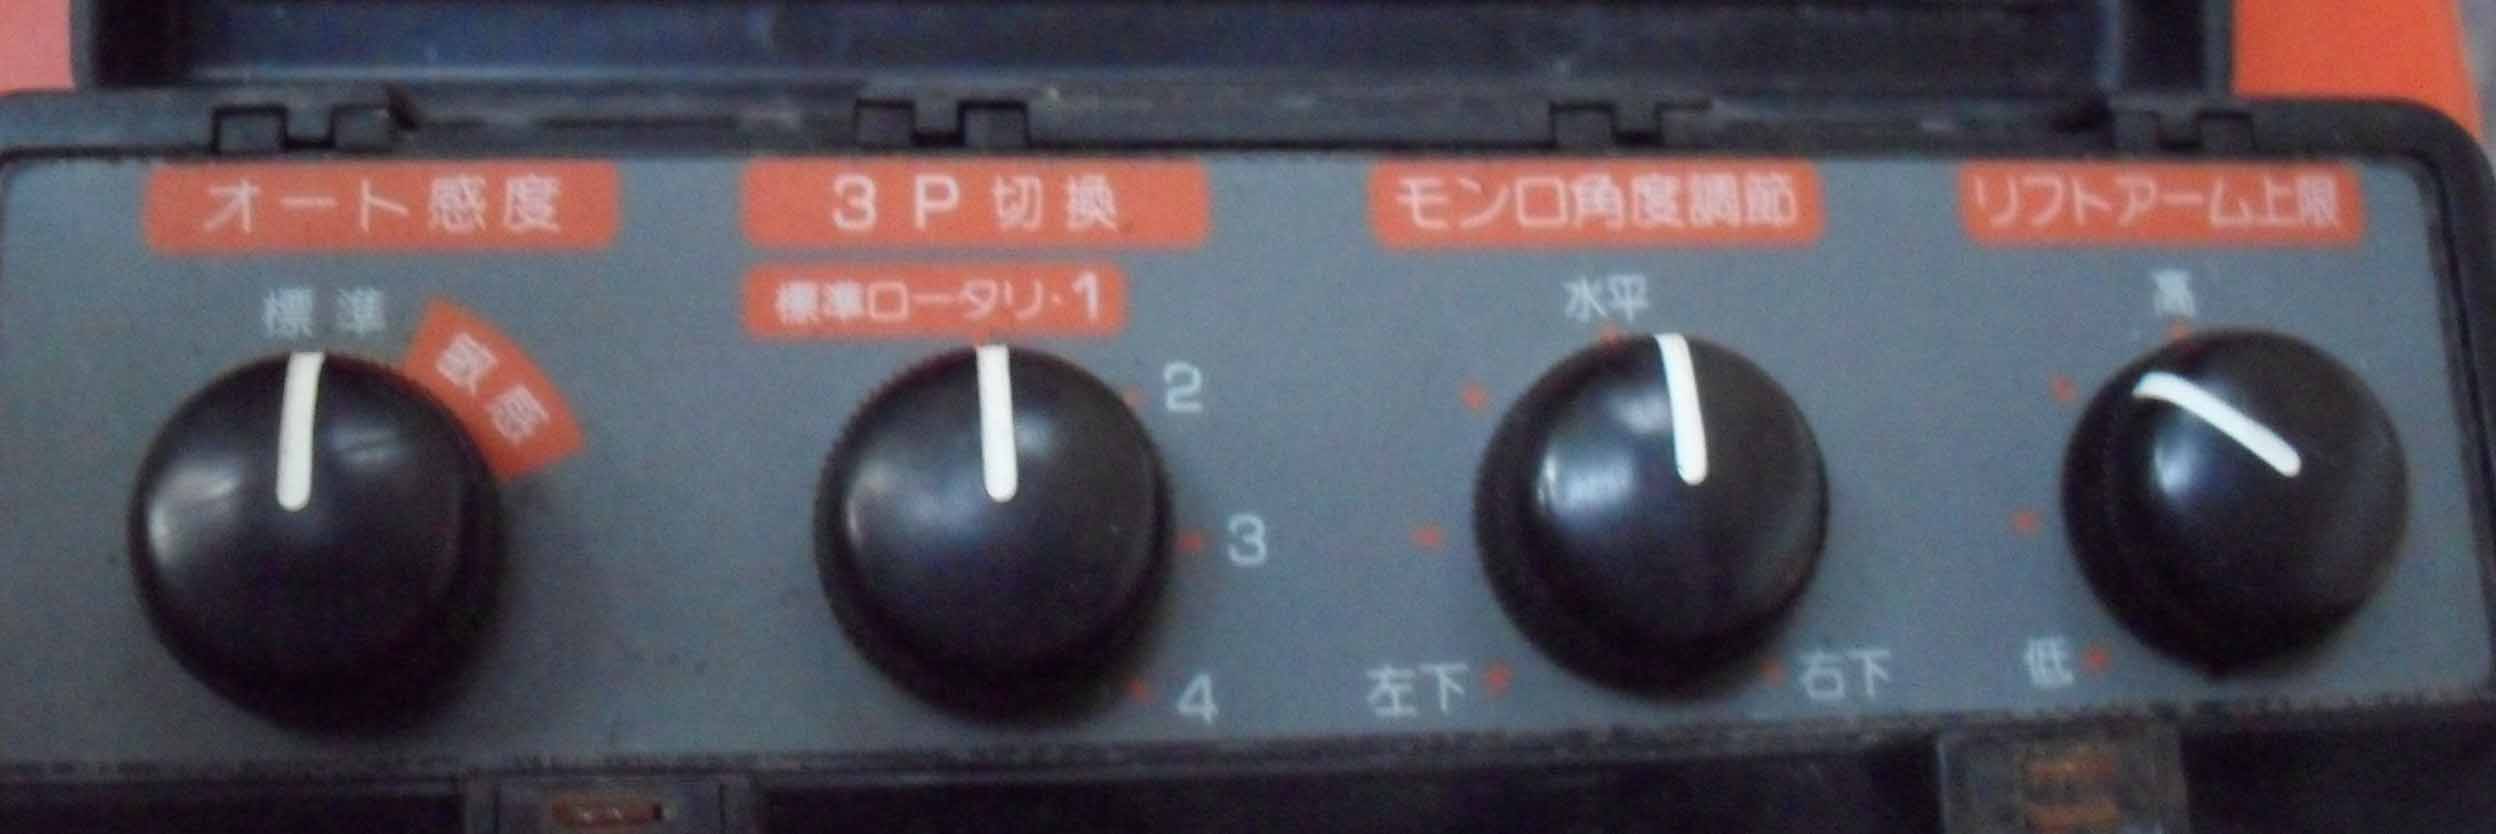 オート感度
3P切換
モンロ角度調節
リフトアーム上限
標準
敏感
標準ロータリ・1
2
3
4
水平
左下
右下
高
低